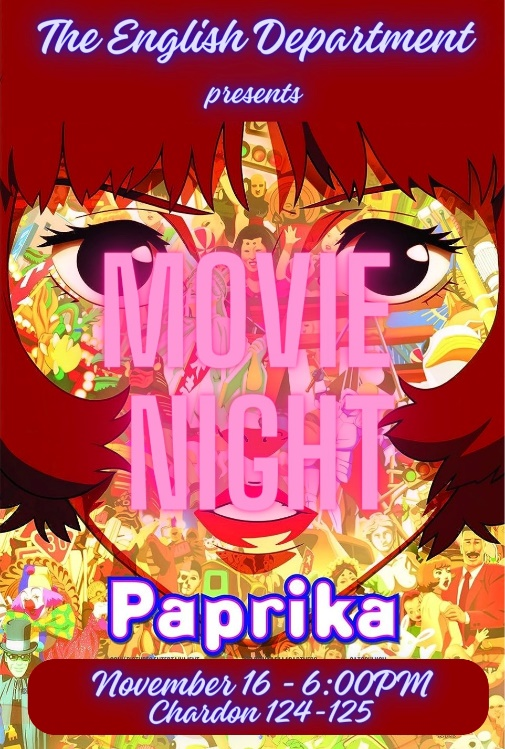 The English Department
presents
MOVIE
NIGHT
Paprika
November 16 - 6:00PM
Chardon 124-125